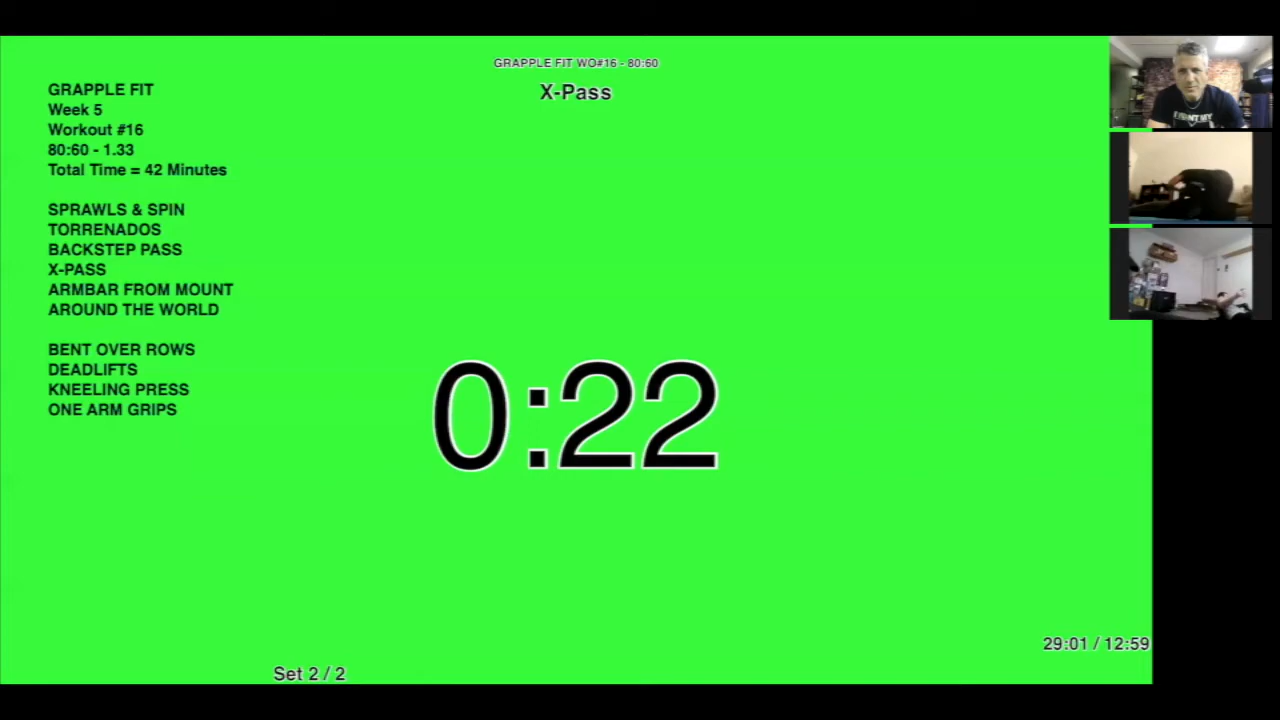 GRAPPLE FIT WO#16 - 80:60
X-Pass
GRAPPLE FIT
Week 5
Workout #16
80:60 - 1.33
Total Time = 42 Minutes
SPRAWLS & SPIN
TORRENADOS
BACKSTEP PASS
X-PASS
ARMBAR FROM MOUNT
AROUND THE WORLD
BENT OVER ROWS
DEADLIFTS
KNEELING PRESS
ONE ARM GRIPS
0:22
29:01 / 12:59
Set 2 / 2